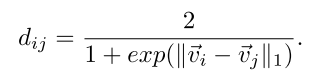 d_{ij} = \frac{2}{1 + exp(\|\vec{v}_i - \vec{v}_j\|_1)}.